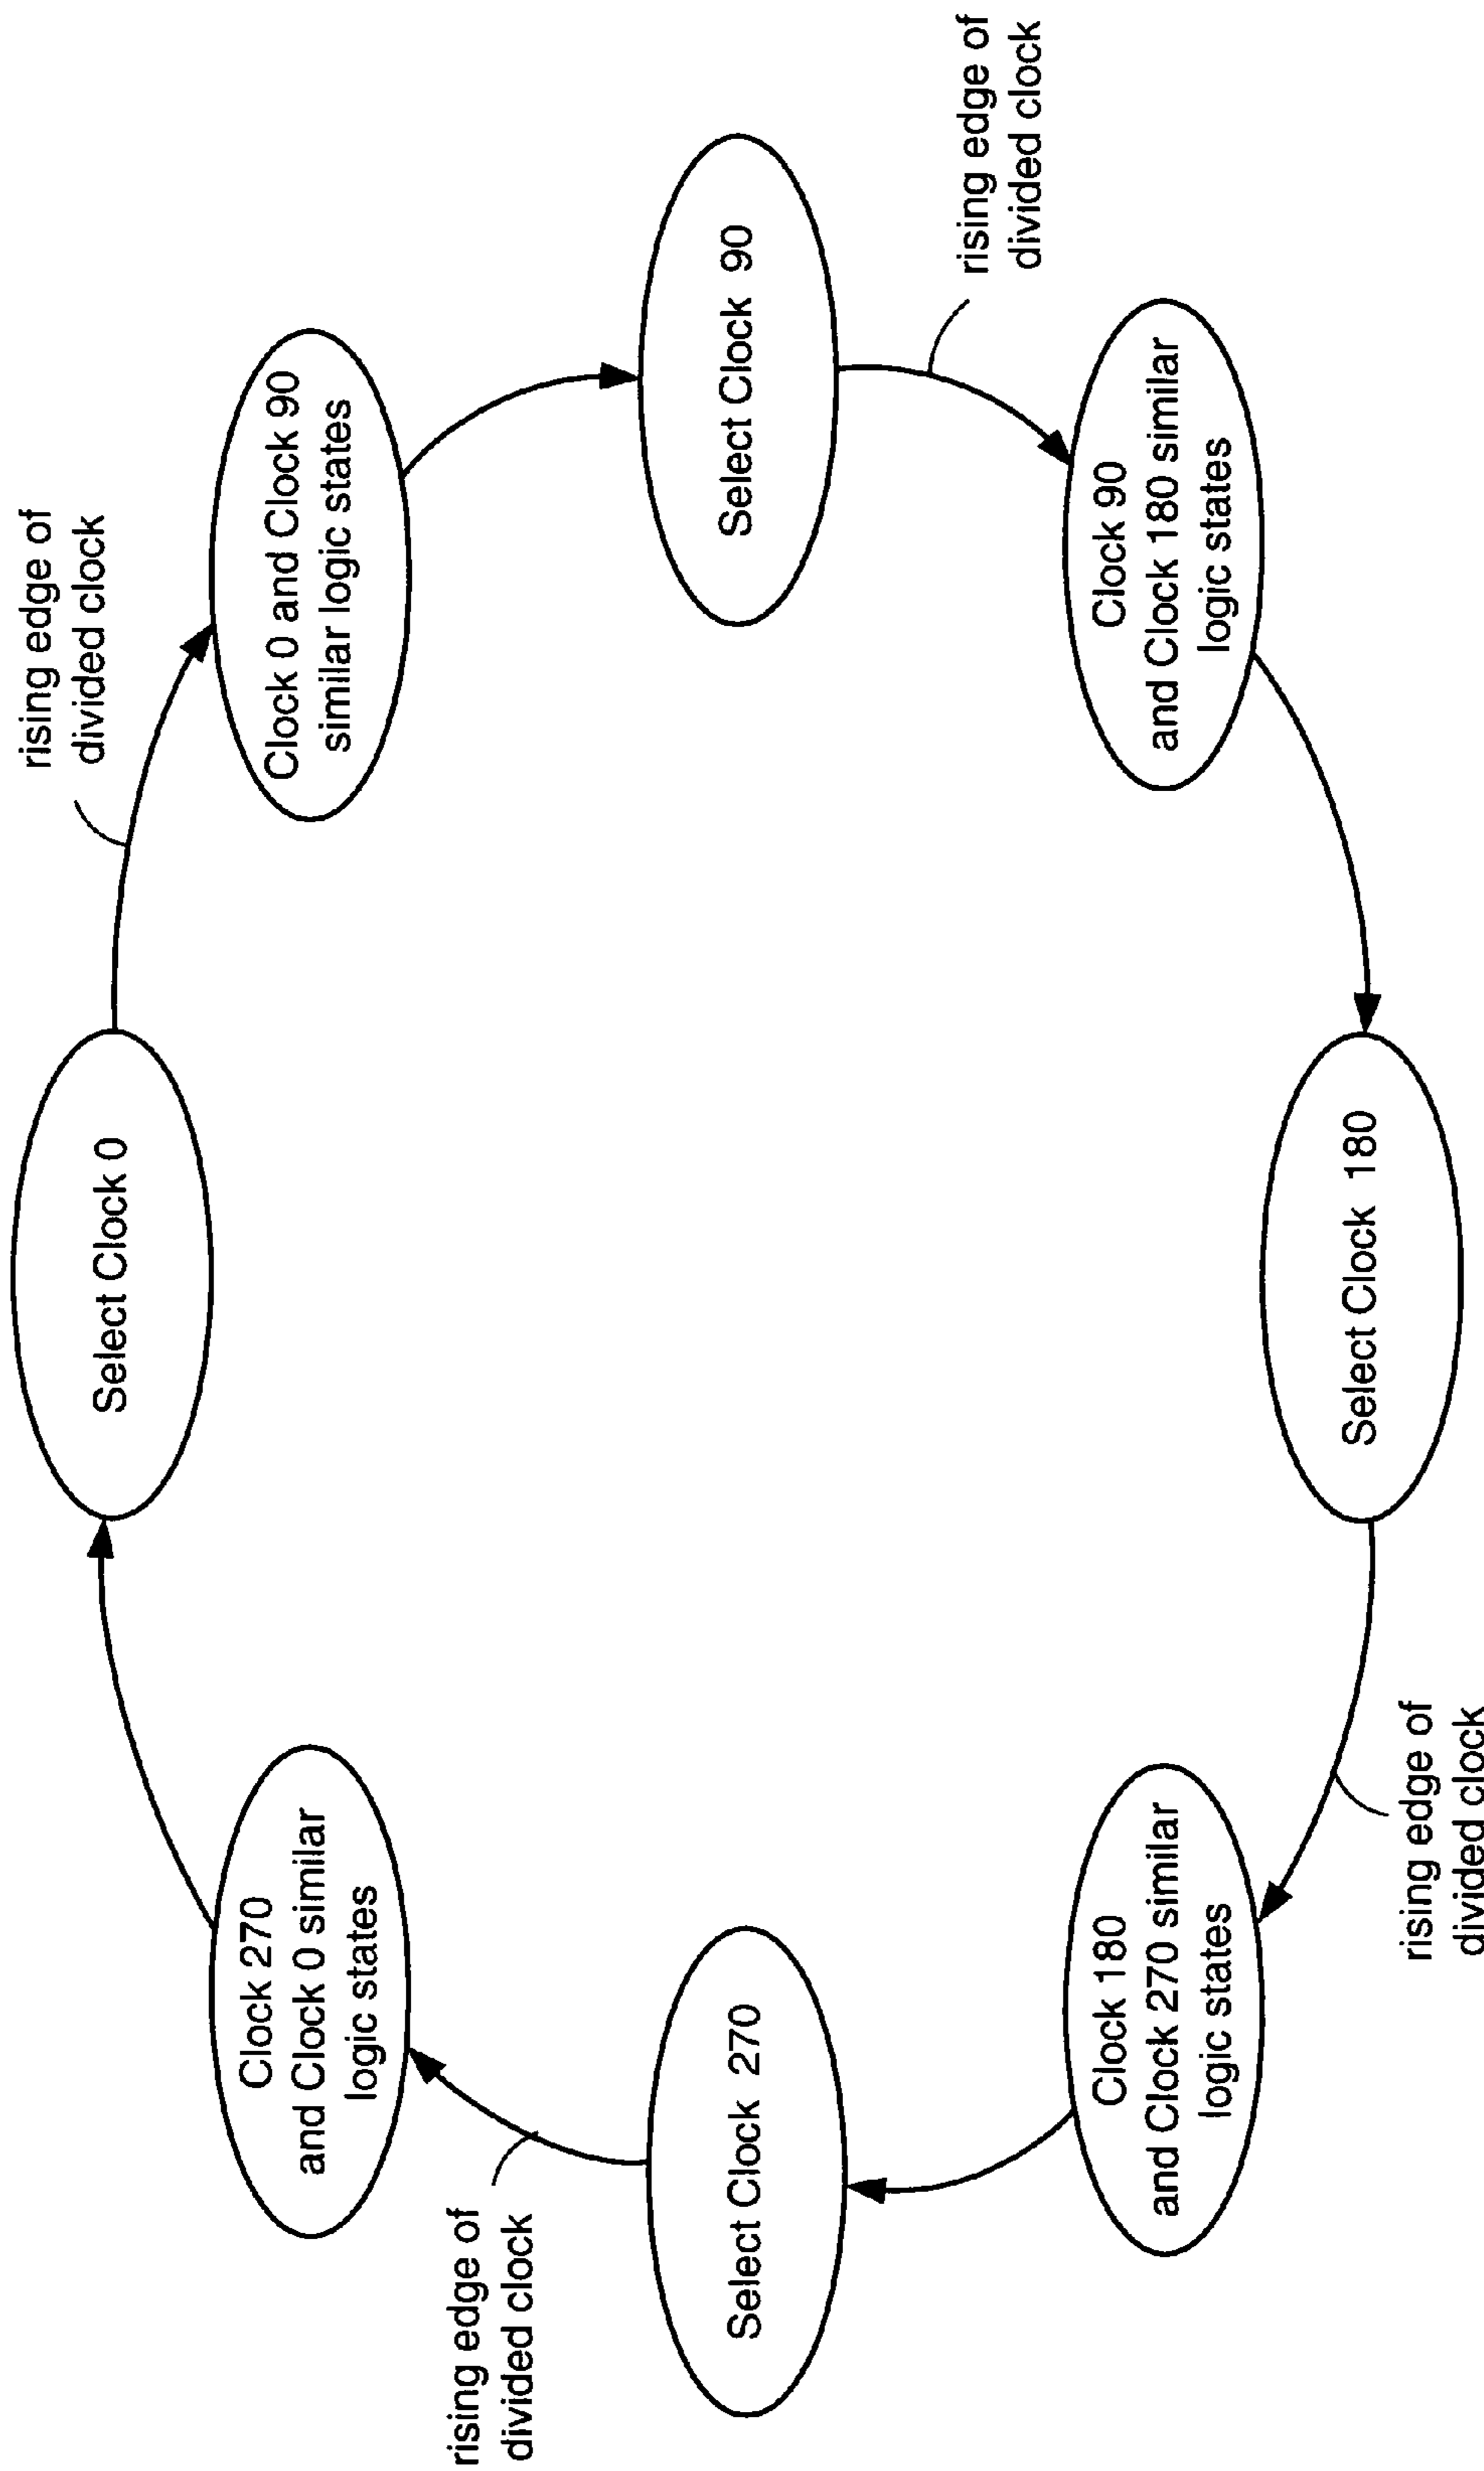 rising edge of
divided clock
Select Clock 0
Clock 270
and Clock 0 similar
logic states
Clock 0 and Clock 90
similar logic states
rising edge of
divided clock
Select Clock 270
Select Clock 90
rising edge of
divided clock
Clock 180
and Clock 270 similar
logic states
Clock 90
and Clock 180 similar
logic states
Select Clock 180
rising edge of
divided clock